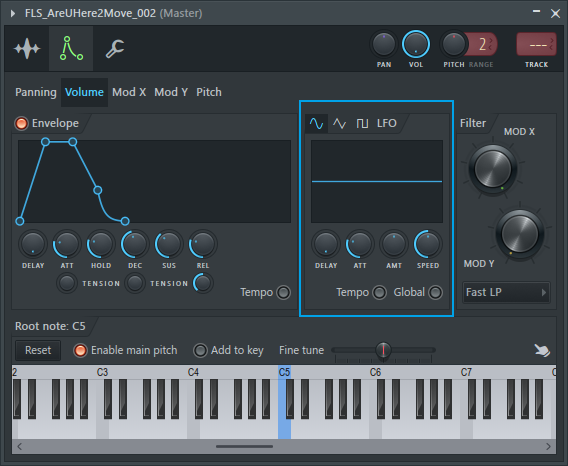 FLS_AreUHere2Move_002 (Master)
2 ---
PAN VOL PITCH RANGE TRACK
Panning Volume Mod X Mod Y Pitch
Envelope LFO Filter
MOD X
DELAY ATT HOLD DEC SUS REL DELAY ATT AMT SPEED
MOD Y
TENSION TENSION
Tempo Tempo Global Fast LP
Root note: C5
Reset Enable main pitch Add to key Fine tune
2 C3 C4 C5 C6 C7 C